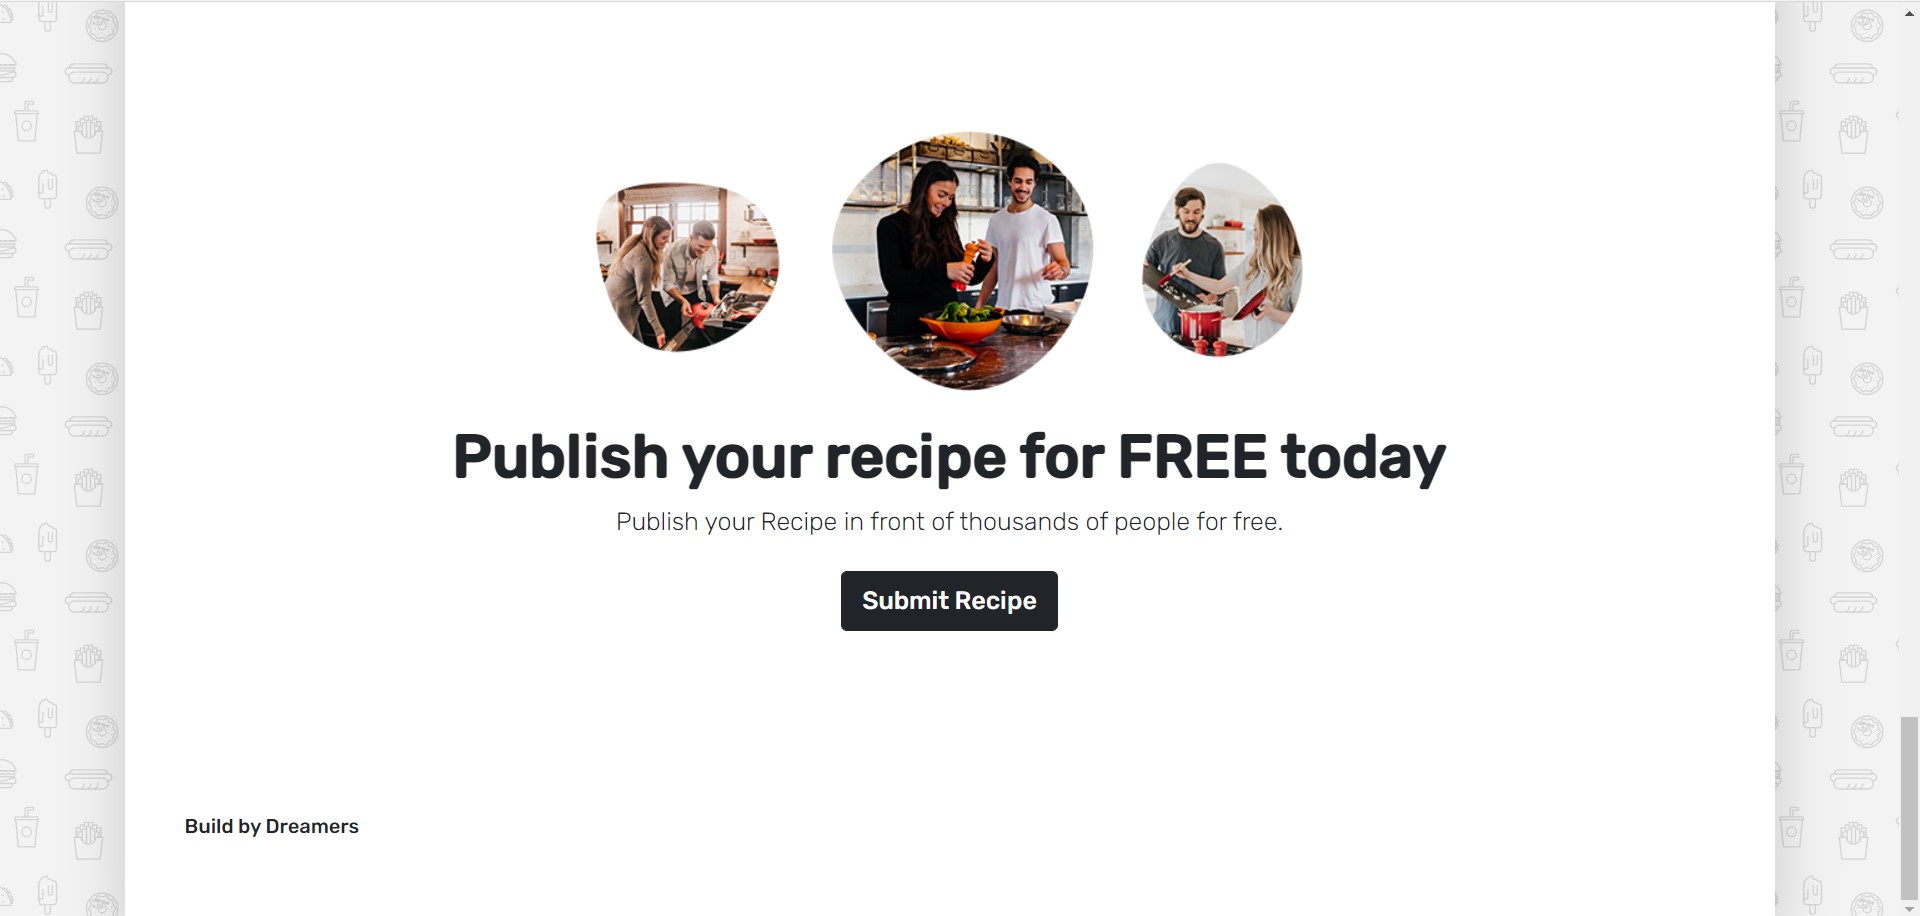 Publish your recipe for FREE today
Publish your Recipe in front of thousands of people for free.
Submit Recipe
Build by Dreamers